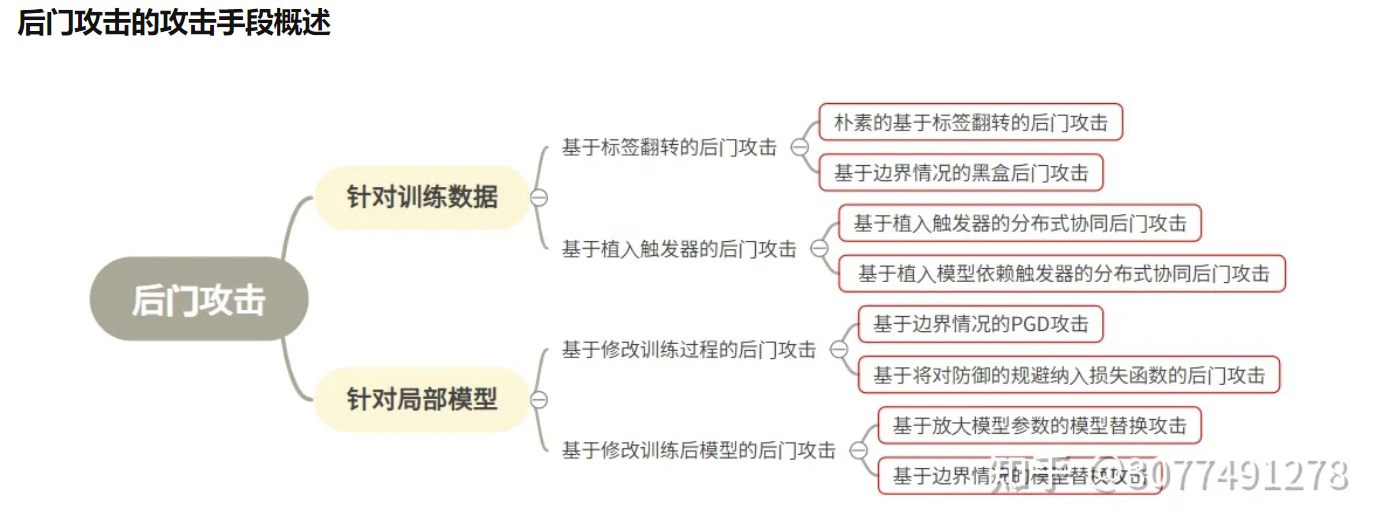 后门攻击的攻击手段概述
朴素的基于标签翻转的后门攻击
基于标签翻转的后门攻击
基于边界情况的黑盒后门攻击
针对训练数据
基于植入触发器的分布式协同后门攻击
基于植入触发器的后门攻击
基于植入模型依赖触发器的分布式协同后门攻击
后门攻击
基于边界情况的PGD攻击
基于修改训练过程的后门攻击
基于将对防御的规避纳入损失函数的后门攻击
针对局部模型
基于放大模型参数的模型替换攻击
基于修改训练后模型的后门攻击
基于边界情况的模型替换攻击
知乎 @3077491278